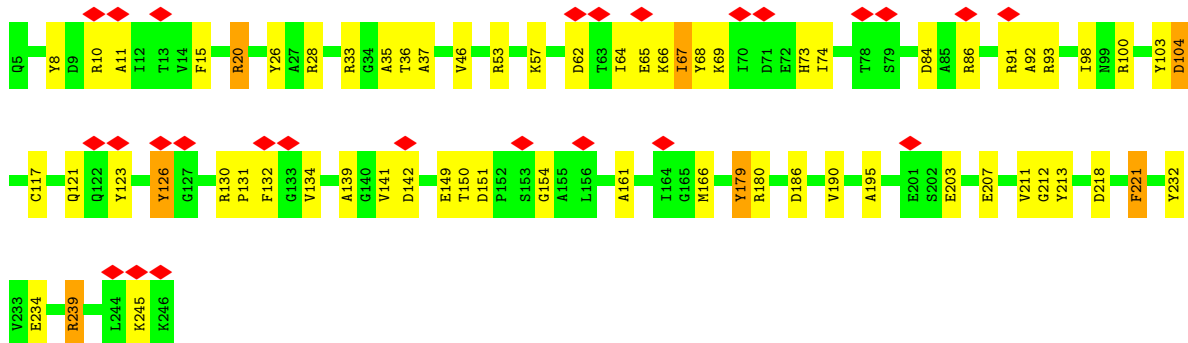 Q5 Y8 D9 R10 A11 I12 T13 V14 F15 R20 Y26 A27 R28 R33 G34 A35 T36 A37 V46 R53 K57 D62 T63 I64 E65 K66 I67 Y68 K69 I70 D71 E72 H73 I74 T78 S79 D84 A85 R86 R91 A92 R93 I98 N99 R100 Y103 D104
C117 Q121 Q122 Y123 Y126 G127 R130 P131 F132 G133 V134 A139 G140 V141 D142 E149 T150 D151 P152 S153 G154 A155 L156 A161 I164 G165 M166 Y179 R180 D186 V190 A195 E201 S202 E203 E207 V211 G212 Y213 D218 F221 Y232
V233 E234 R239 L244 K245 K246